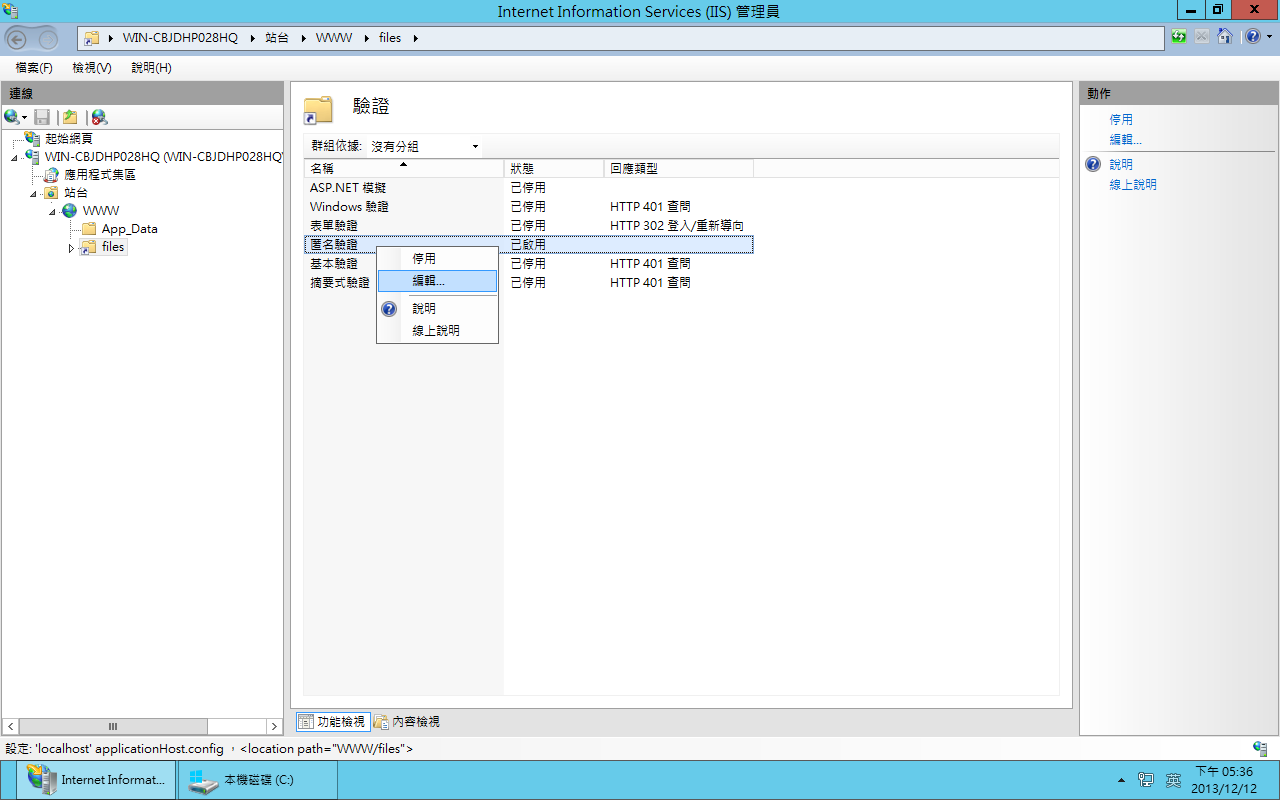 Internet Information Services (IIS) 管理員
WIN-CBJDHP028HQ 站台 WWW files
檔案(F) 檢視(V) 說明(H)
連線
起始網頁
WIN-CBJDHP028HQ (WIN-CBJDHP028HQ\
應用程式集區
站台
WWW
App_Data
files
驗證
群組依據: 沒有分組
名稱 狀態 回應類型
ASP.NET 模擬 已停用
Windows 驗證 已停用 HTTP 401 查問
表單驗證 已停用 HTTP 302 登入/重新導向
匿名驗證 已啟用
基本驗證 已停用 HTTP 401 查問
摘要式驗證 已停用 HTTP 401 查問
停用
編輯...
說明
線上說明
功能檢視 內容檢視
動作
停用
編輯...
說明
線上說明
設定: 'localhost' applicationHost.config ，<location path="WWW/files">
Internet Informat... 本機磁碟 (C:)
英
下午 05:36
2013/12/12